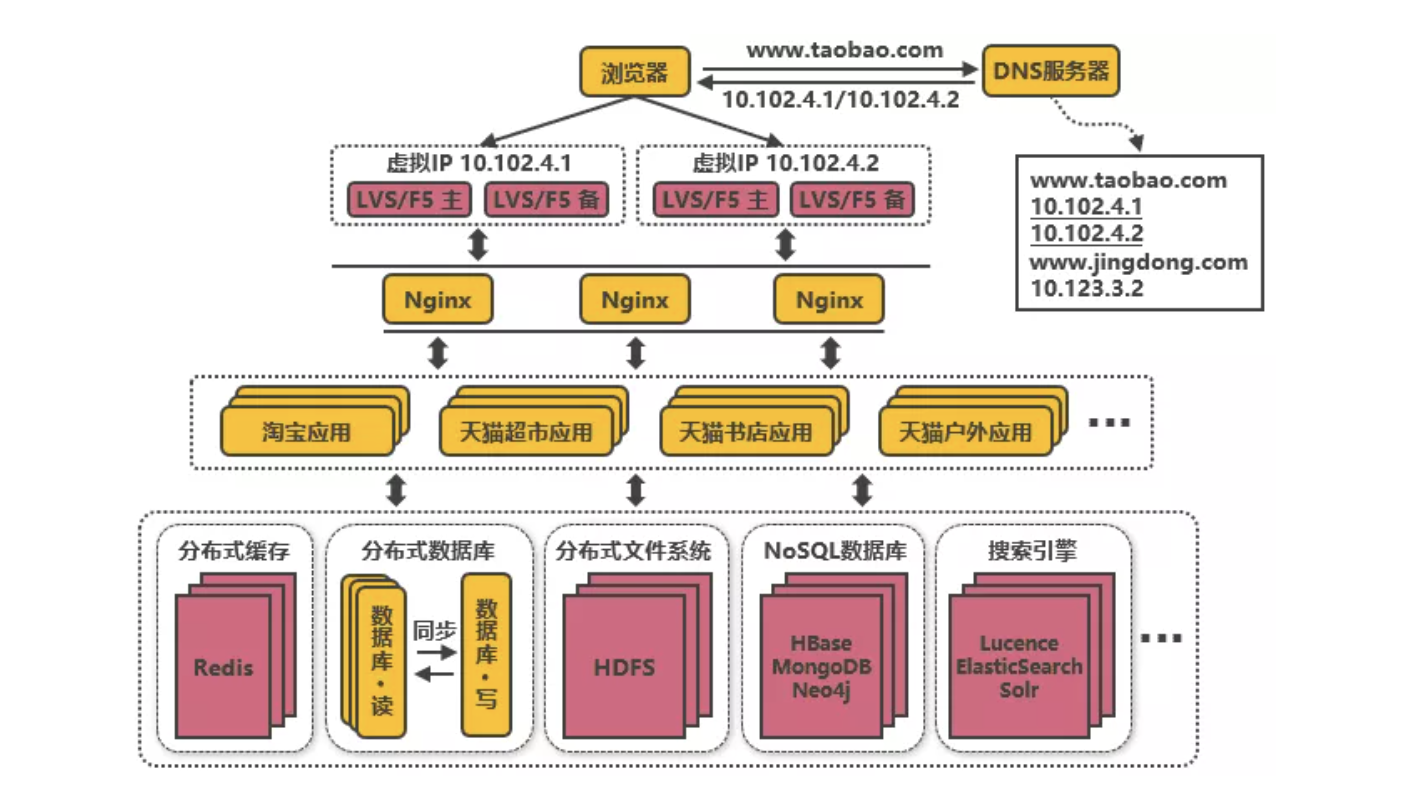 www.taobao.com
浏览器
DNS服务器
10.102.4.1/10.102.4.2
虚拟IP 10.102.4.1
LVS/F5 主
LVS/F5 备
虚拟IP 10.102.4.2
LVS/F5 主
LVS/F5 备
www.taobao.com
10.102.4.1
10.102.4.2
www.jingdong.com
10.123.3.2
Nginx
Nginx
Nginx
淘宝应用
天猫超市应用
天猫书店应用
天猫户外应用
...
分布式缓存
Redis
分布式数据库
数据库·读
同步
数据库·写
分布式文件系统
HDFS
NoSQL数据库
HBase
MongoDB
Neo4j
搜索引擎
Lucence
ElasticSearch
Solr
...